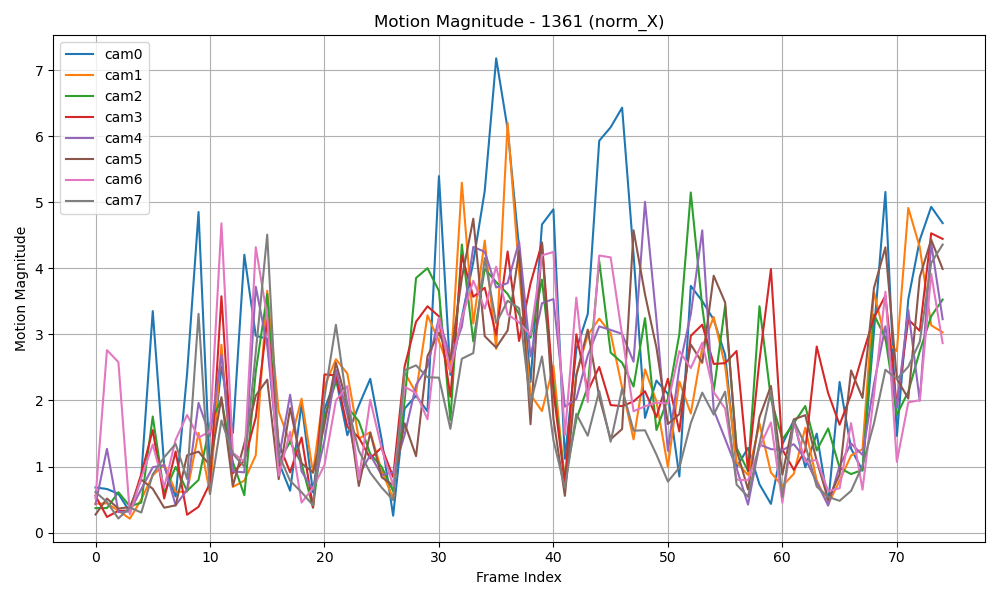 Motion Magnitude - 1361 (norm_X)
cam0
cam1
cam2
cam3
cam4
cam5
cam6
cam7
Motion Magnitude
7
6
5
4
3
2
1
0
0 10 20 30 40 50 60 70
Frame Index